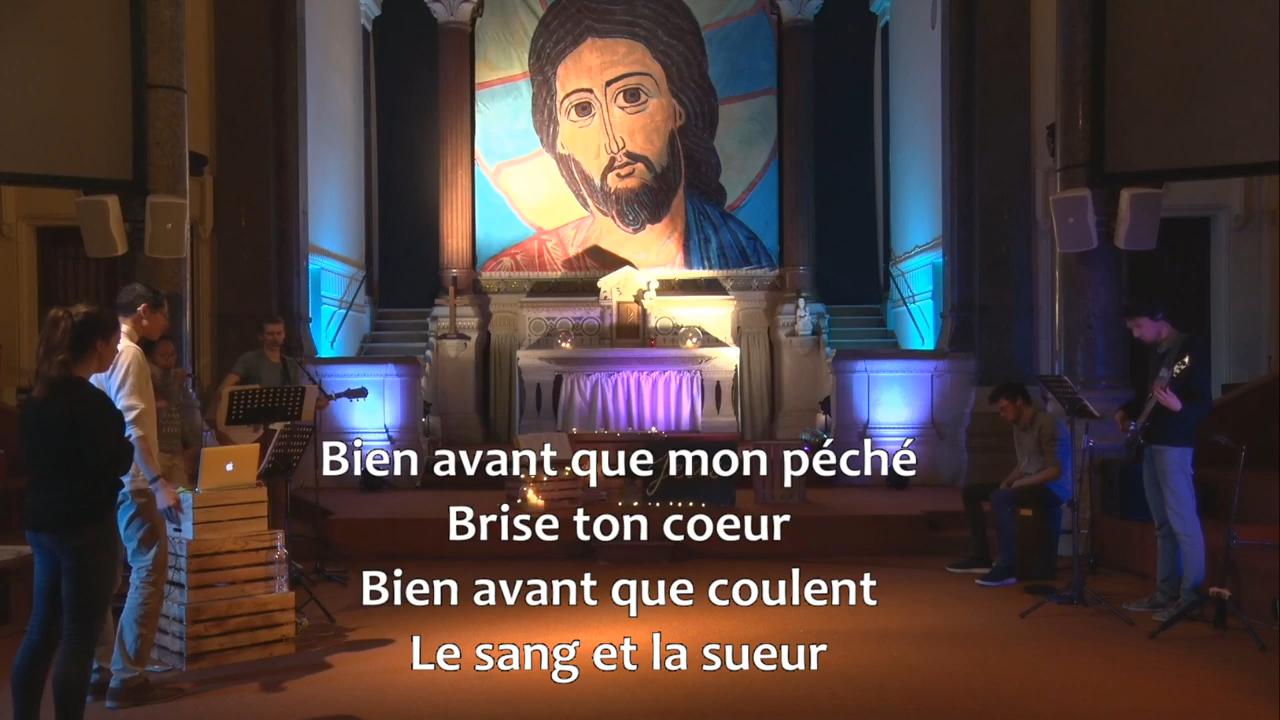 Bien avant que mon péché
Brise ton coeur
Bien avant que coulent
Le sang et la sueur